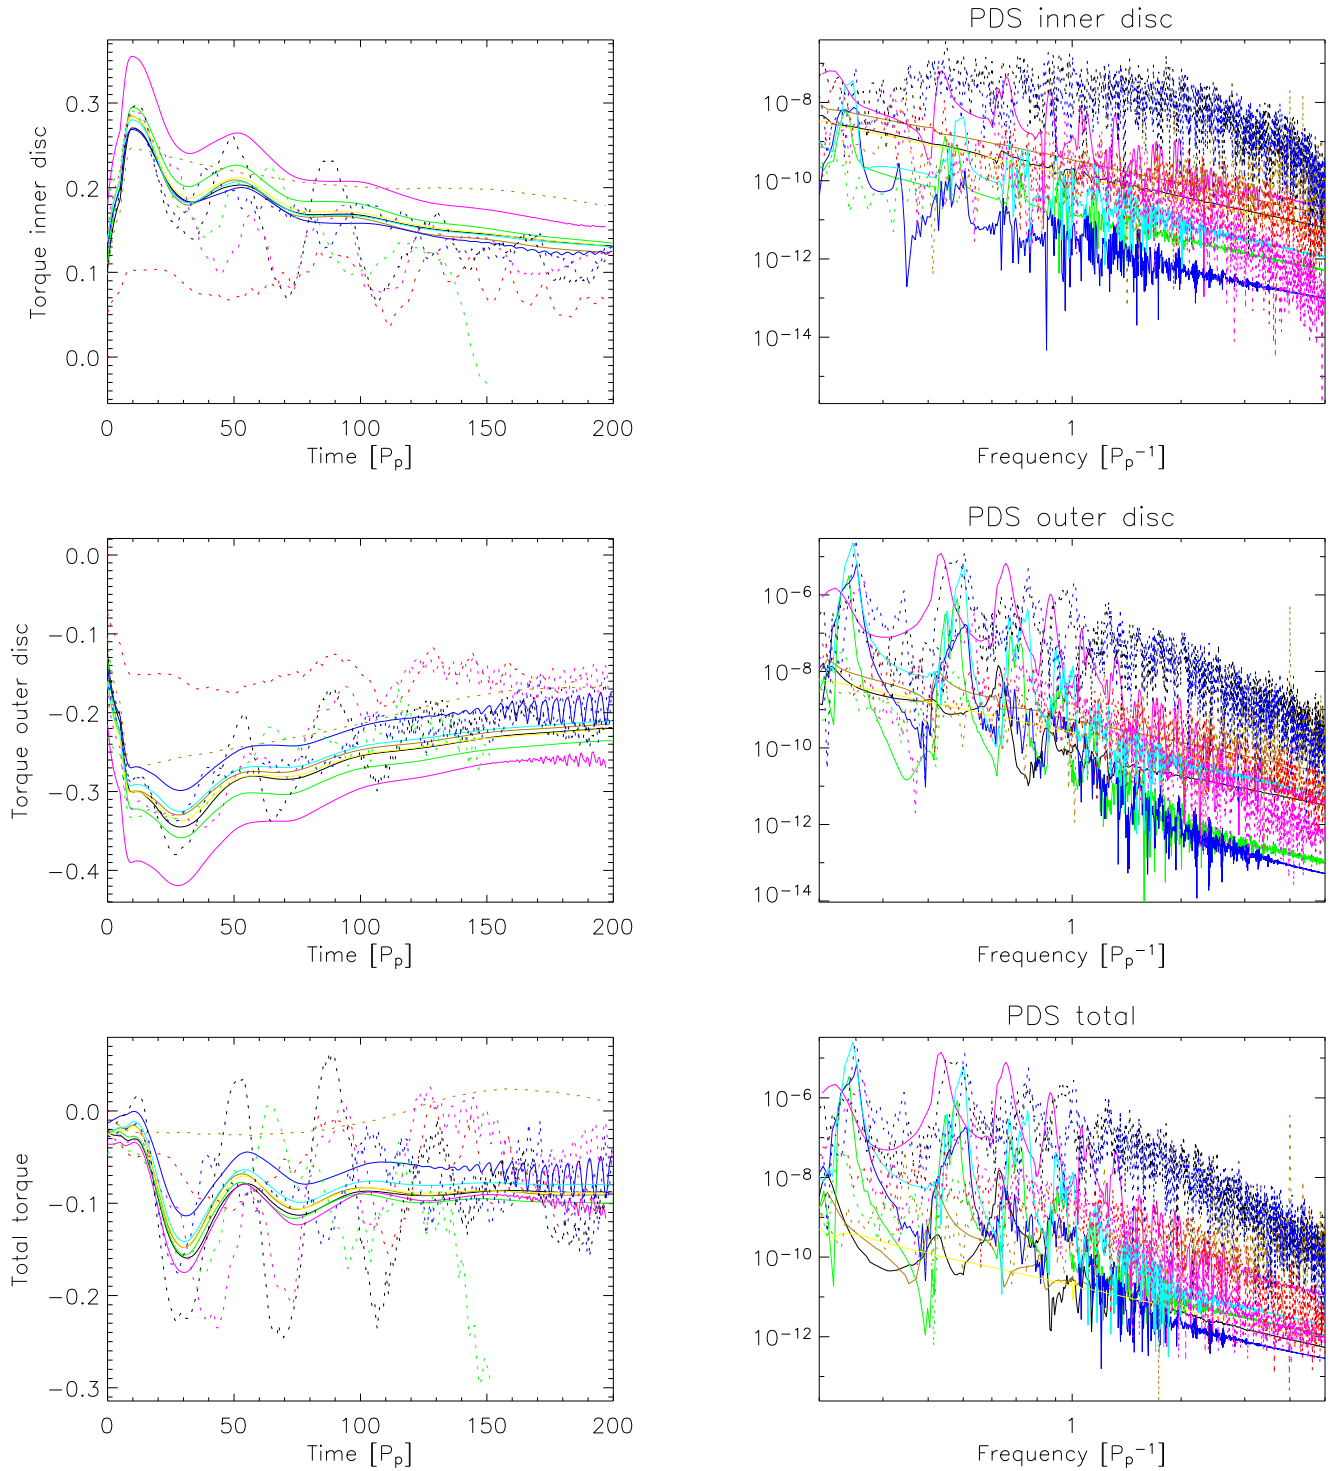 PDS inner disc
Torque inner disc
0.3
0.2
0.1
0.0
0 50 100 150 200
Time [Pp]
10⁻⁸
10⁻¹⁰
10⁻¹²
10⁻¹⁴
1
Frequency [Pp⁻¹]
PDS outer disc
Torque outer disc
0.0
−0.1
−0.2
−0.3
−0.4
0 50 100 150 200
Time [Pp]
10⁻⁶
10⁻⁸
10⁻¹⁰
10⁻¹²
10⁻¹⁴
1
Frequency [Pp⁻¹]
PDS total
Total torque
0.0
−0.1
−0.2
−0.3
0 50 100 150 200
Time [Pp]
10⁻⁶
10⁻⁸
10⁻¹⁰
10⁻¹²
1
Frequency [Pp⁻¹]